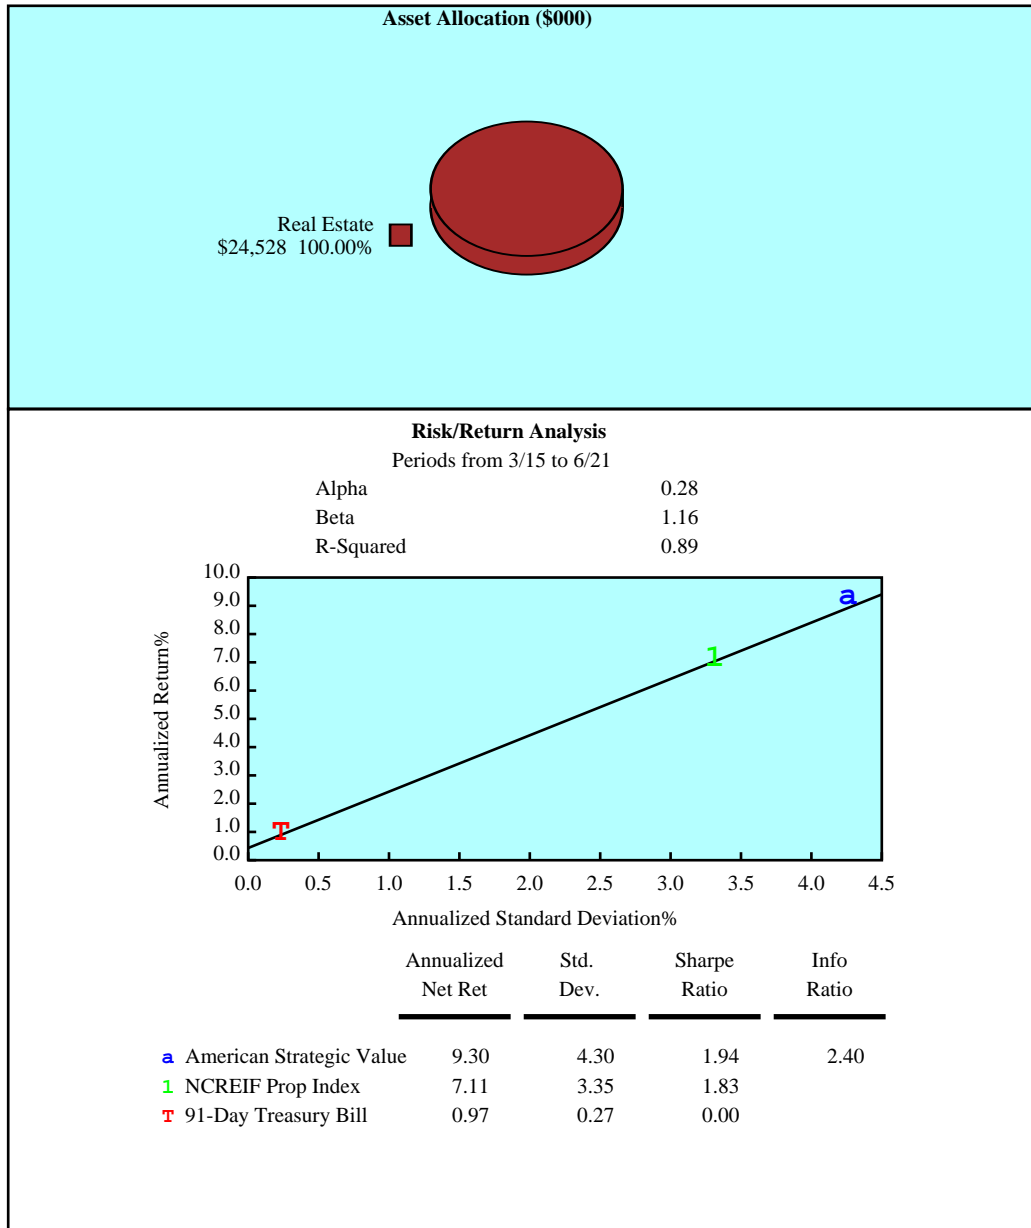 Asset Allocation ($000)
Real Estate
$24,528 100.00%
Risk/Return Analysis
Periods from 3/15 to 6/21
Alpha 0.28
Beta 1.16
R-Squared 0.89
10.0
9.0
8.0
7.0
6.0
5.0
4.0
3.0
2.0
1.0
0.0
Annualized Return%
a
1
T
0.0 0.5 1.0 1.5 2.0 2.5 3.0 3.5 4.0 4.5
Annualized Standard Deviation%
Annualized Std. Sharpe Info
Net Ret Dev. Ratio Ratio
a American Strategic Value 9.30 4.30 1.94 2.40
1 NCREIF Prop Index 7.11 3.35 1.83
T 91-Day Treasury Bill 0.97 0.27 0.00